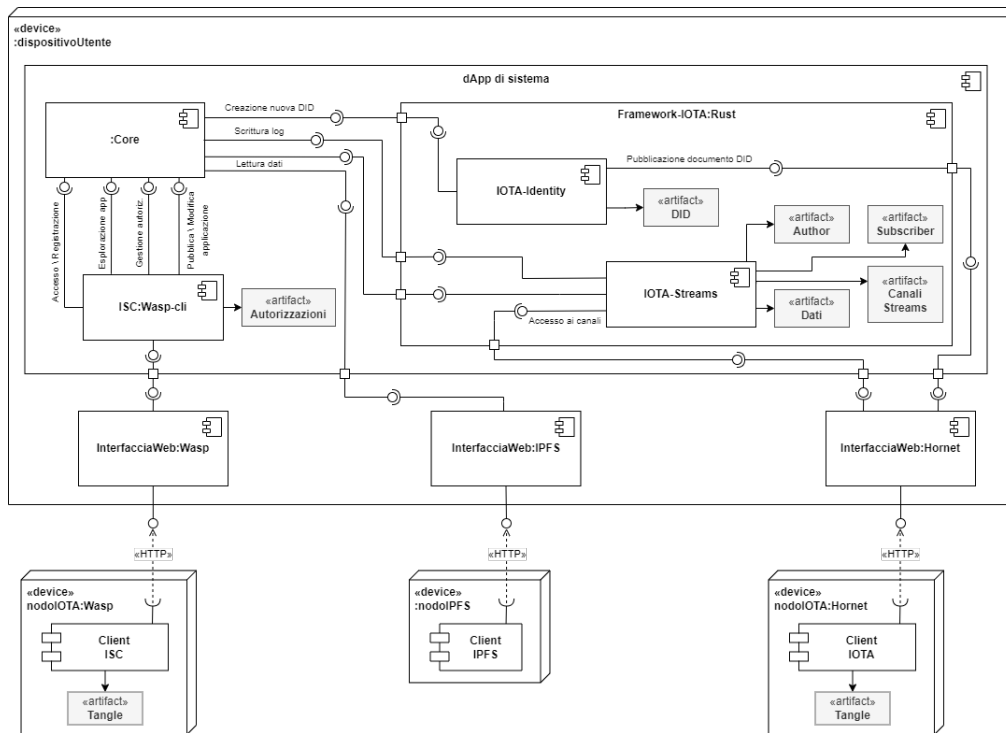 «device»
:dispositivoUtente
dApp di sistema
:Core
Creazione nuova DID
Scrittura log
Lettura dati
Framework-IOTA:Rust
IOTA-Identity
Pubblicazione documento DID
«artifact»
DID
«artifact»
Author
«artifact»
Subscriber
IOTA-Streams
«artifact»
Canali
Streams
«artifact»
Dati
Accesso ai canali
Accesso \ Registrazione
Esplorazione app
Gestione autoriz.
Pubblica \ Modifica
applicazione
ISC:Wasp-cli
«artifact»
Autorizzazioni
InterfacciaWeb:Wasp
InterfacciaWeb:IPFS
InterfacciaWeb:Hornet
«HTTP»
«HTTP»
«HTTP»
«device»
nodoIOTA:Wasp
Client
ISC
«artifact»
Tangle
«device»
:nodoIPFS
Client
IPFS
«device»
nodoIOTA:Hornet
Client
IOTA
«artifact»
Tangle